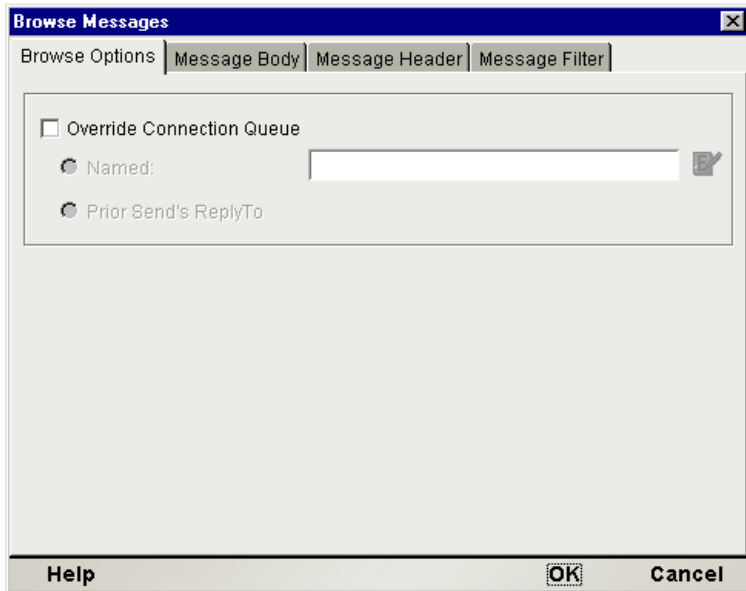 Browse Messages
Browse Options Message Body Message Header Message Filter
Override Connection Queue
Named:
Prior Send's ReplyTo
Help OK Cancel